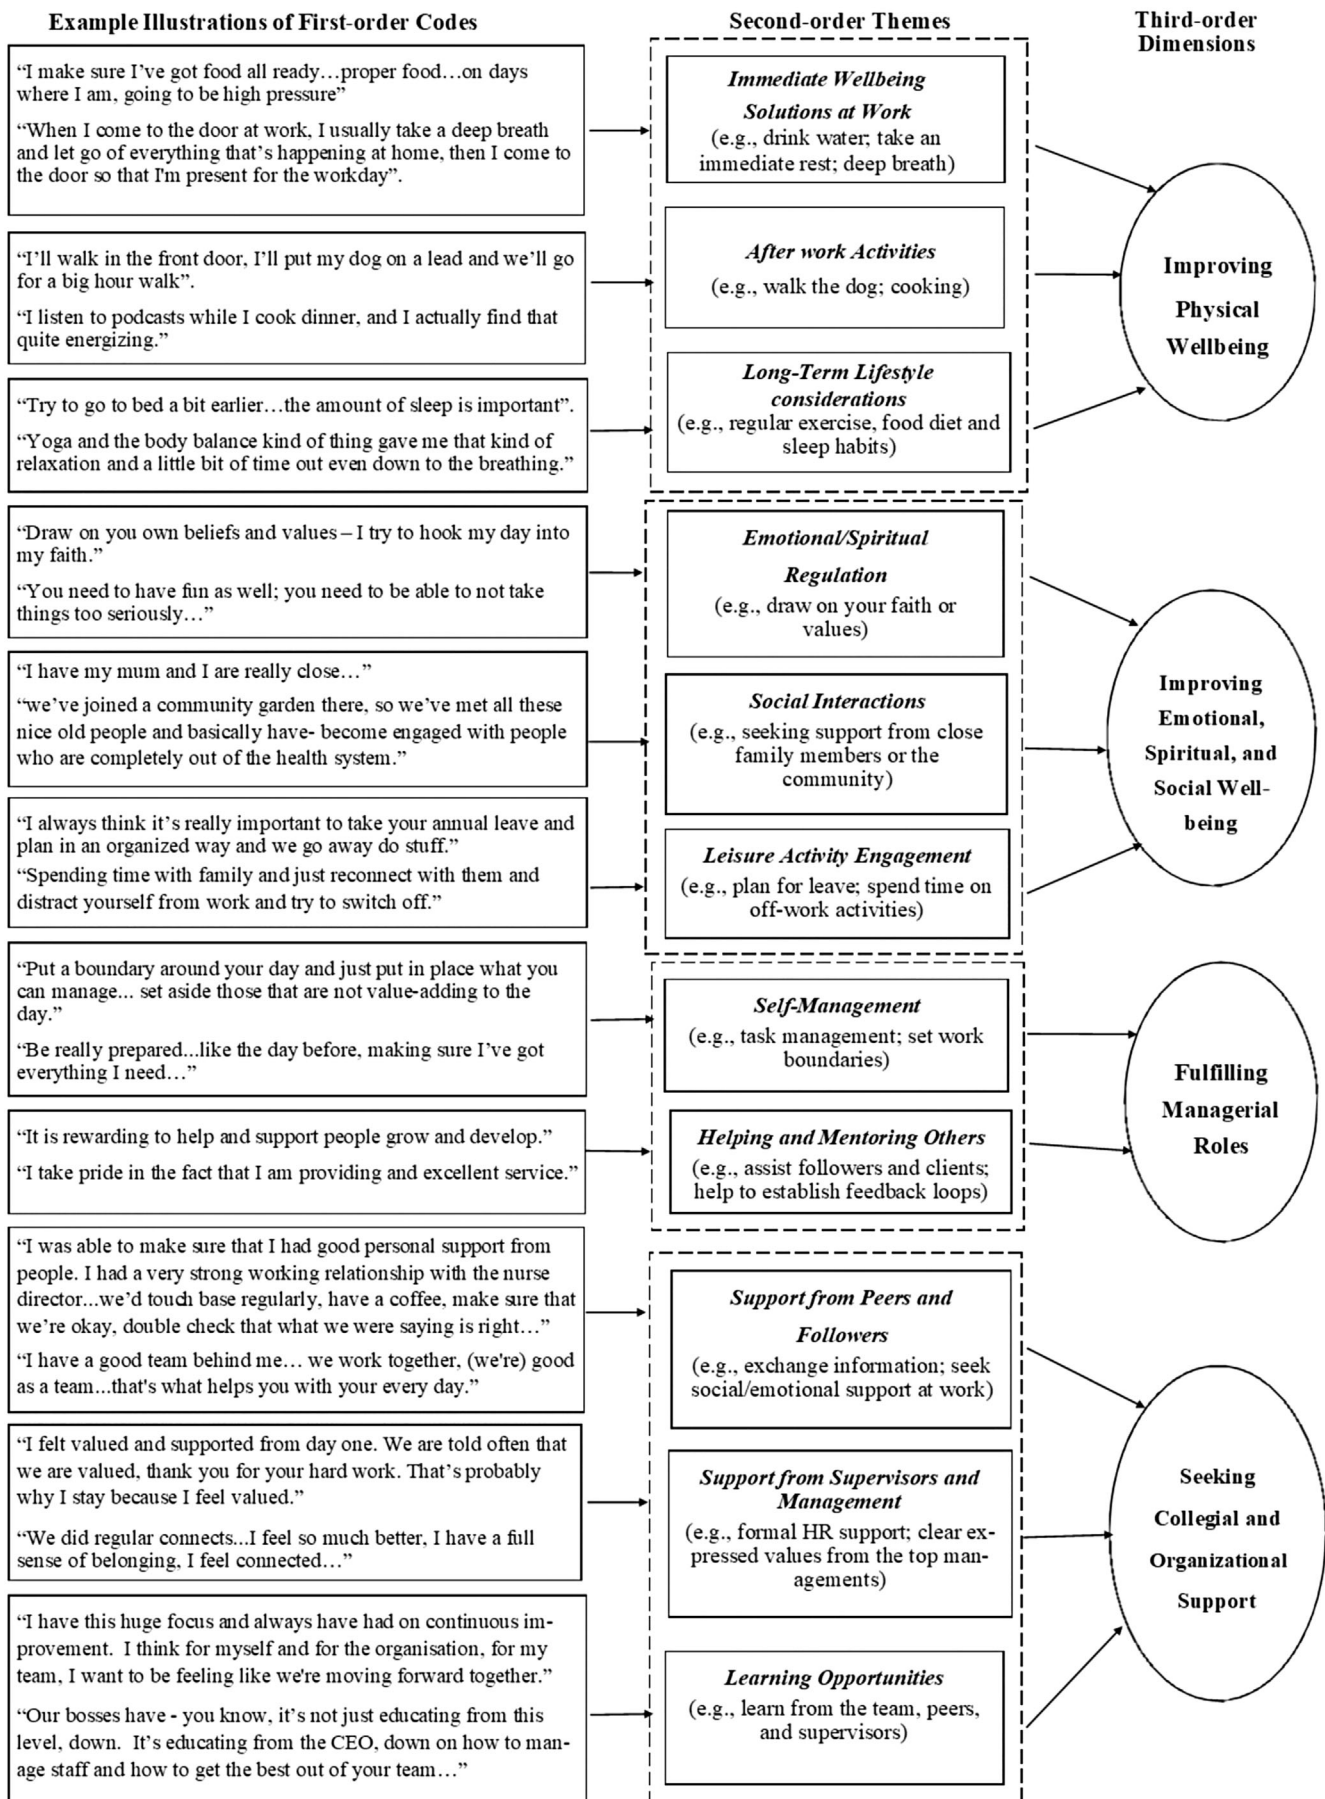 Example Illustrations of First-order Codes
Second-order Themes
Third-order
Dimensions
“I make sure I’ve got food all ready…proper food…on days
where I am, going to be high pressure”
“When I come to the door at work, I usually take a deep breath
and let go of everything that’s happening at home, then I come to
the door so that I'm present for the workday”.
Immediate Wellbeing
Solutions at Work
(e.g., drink water; take an
immediate rest; deep breath)
“I’ll walk in the front door, I’ll put my dog on a lead and we’ll go
for a big hour walk”.
“I listen to podcasts while I cook dinner, and I actually find that
quite energizing.”
After work Activities
(e.g., walk the dog; cooking)
“Try to go to bed a bit earlier…the amount of sleep is important”.
“Yoga and the body balance kind of thing gave me that kind of
relaxation and a little bit of time out even down to the breathing.”
Long-Term Lifestyle
considerations
(e.g., regular exercise, food diet and
sleep habits)
Improving
Physical
Wellbeing
“Draw on you own beliefs and values – I try to hook my day into
my faith.”
“You need to have fun as well; you need to be able to not take
things too seriously…”
Emotional/Spiritual
Regulation
(e.g., draw on your faith or
values)
“I have my mum and I are really close…”
“we’ve joined a community garden there, so we’ve met all these
nice old people and basically have- become engaged with people
who are completely out of the health system.”
Social Interactions
(e.g., seeking support from close
family members or the
community)
“I always think it’s really important to take your annual leave and
plan in an organized way and we go away do stuff.”
“Spending time with family and just reconnect with them and
distract yourself from work and try to switch off.”
Leisure Activity Engagement
(e.g., plan for leave; spend time on
off-work activities)
Improving
Emotional,
Spiritual, and
Social Well-
being
“Put a boundary around your day and just put in place what you
can manage... set aside those that are not value-adding to the
day.”
“Be really prepared...like the day before, making sure I’ve got
everything I need…”
Self-Management
(e.g., task management; set work
boundaries)
“It is rewarding to help and support people grow and develop.”
“I take pride in the fact that I am providing and excellent service.”
Helping and Mentoring Others
(e.g., assist followers and clients;
help to establish feedback loops)
Fulfilling
Managerial
Roles
“I was able to make sure that I had good personal support from
people. I had a very strong working relationship with the nurse
director...we’d touch base regularly, have a coffee, make sure that
we’re okay, double check that what we were saying is right…”
“I have a good team behind me… we work together, (we're) good
as a team...that's what helps you with your every day.”
Support from Peers and
Followers
(e.g., exchange information; seek
social/emotional support at work)
“I felt valued and supported from day one. We are told often that
we are valued, thank you for your hard work. That’s probably
why I stay because I feel valued.”
“We did regular connects...I feel so much better, I have a full
sense of belonging, I feel connected…”
Support from Supervisors and
Management
(e.g., formal HR support; clear ex-
pressed values from the top man-
agements)
“I have this huge focus and always have had on continuous im-
provement.  I think for myself and for the organisation, for my
team, I want to be feeling like we're moving forward together.”
“Our bosses have - you know, it’s not just educating from this
level, down.  It’s educating from the CEO, down on how to man-
age staff and how to get the best out of your team…”
Learning Opportunities
(e.g., learn from the team, peers,
and supervisors)
Seeking
Collegial and
Organizational
Support